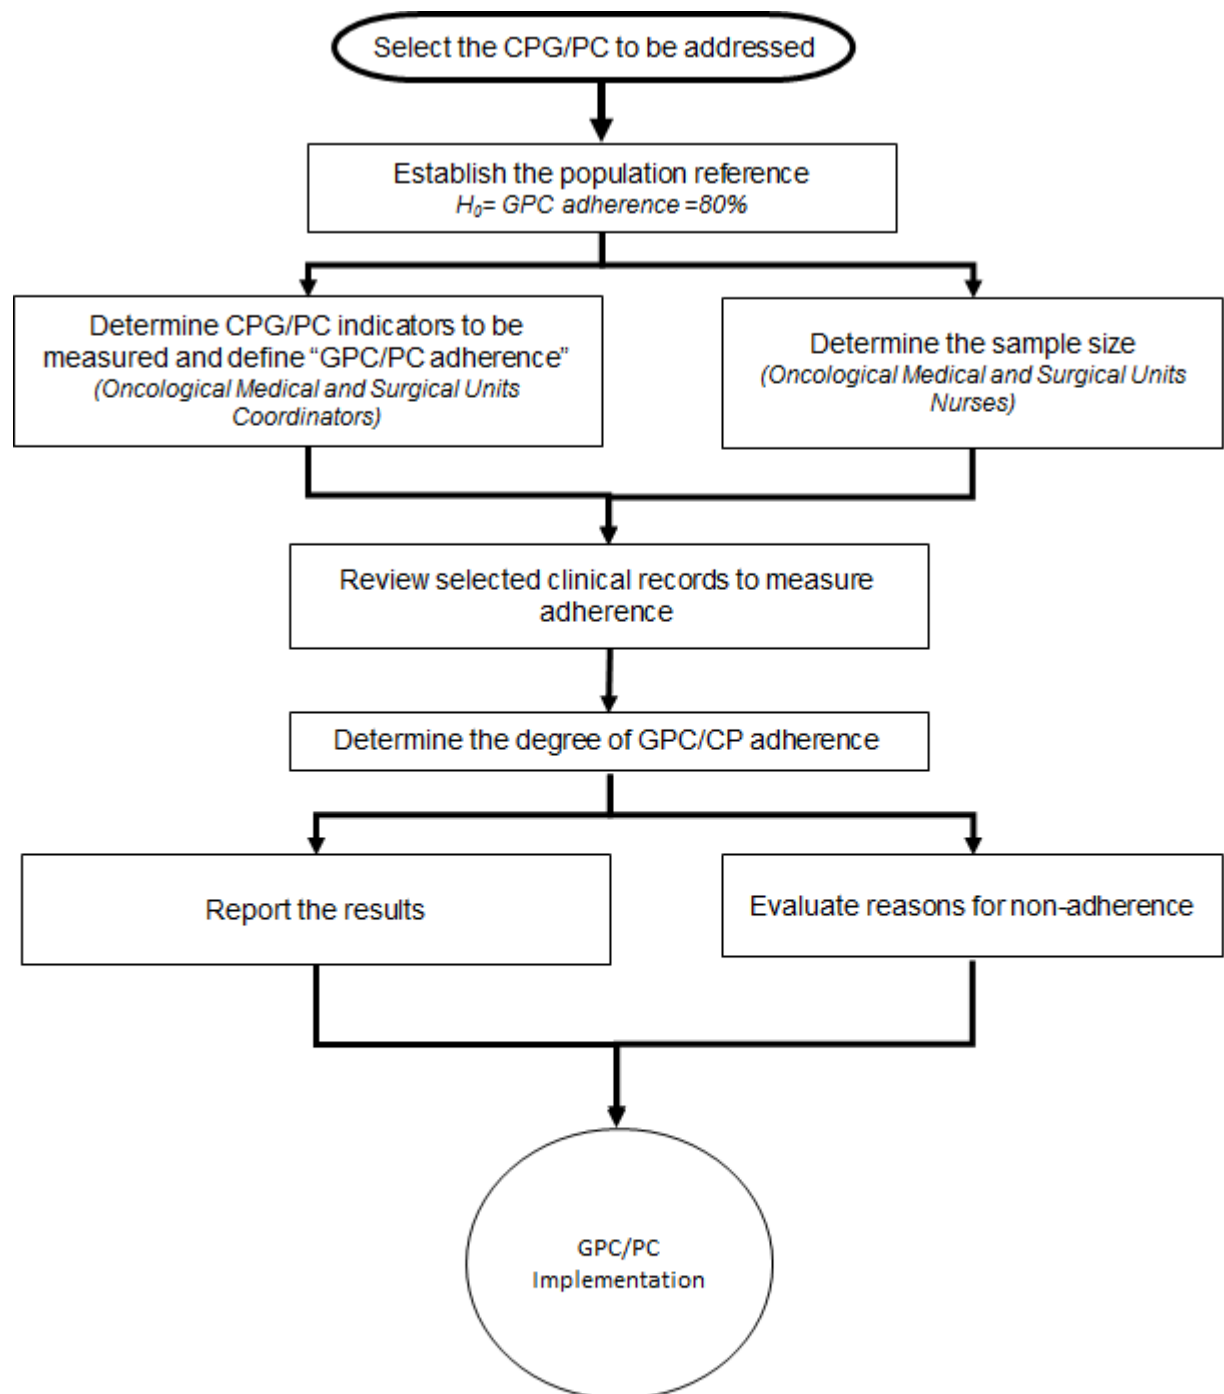 Select the CPG/PC to be addressed
Establish the population reference
H₀= GPC adherence =80%
Determine CPG/PC indicators to be
measured and define “GPC/PC adherence”
(Oncological Medical and Surgical Units
Coordinators)
Determine the sample size
(Oncological Medical and Surgical Units
Nurses)
Review selected clinical records to measure
adherence
Determine the degree of GPC/CP adherence
Report the results
Evaluate reasons for non-adherence
GPC/PC
Implementation